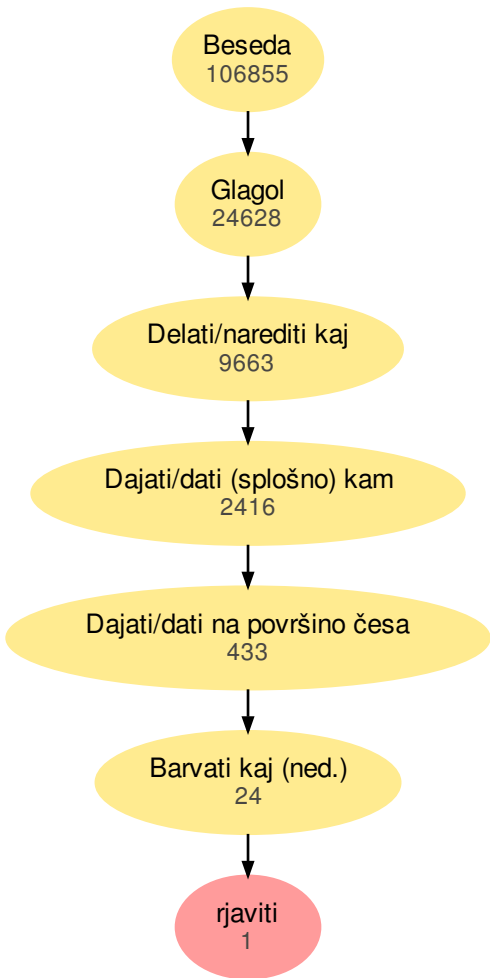 Beseda
106855
Glagol
24628
Delati/narediti kaj
9663
Dajati/dati (splošno) kam
2416
Dajati/dati na površino česa
433
Barvati kaj (ned.)
24
rjaviti
1